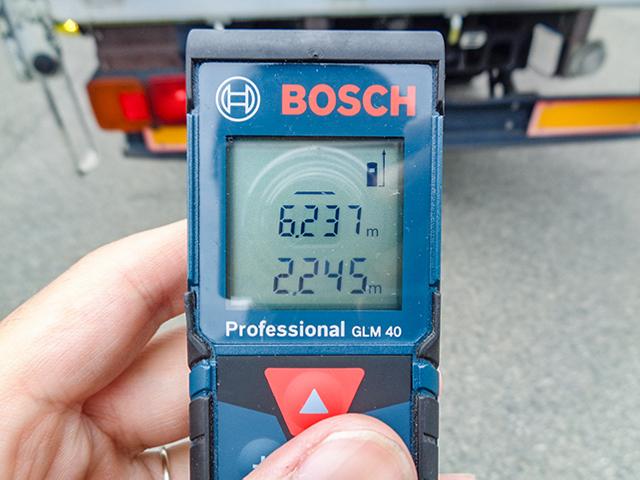 BOSCH
6.237 m
2.245 m
Professional GLM 40